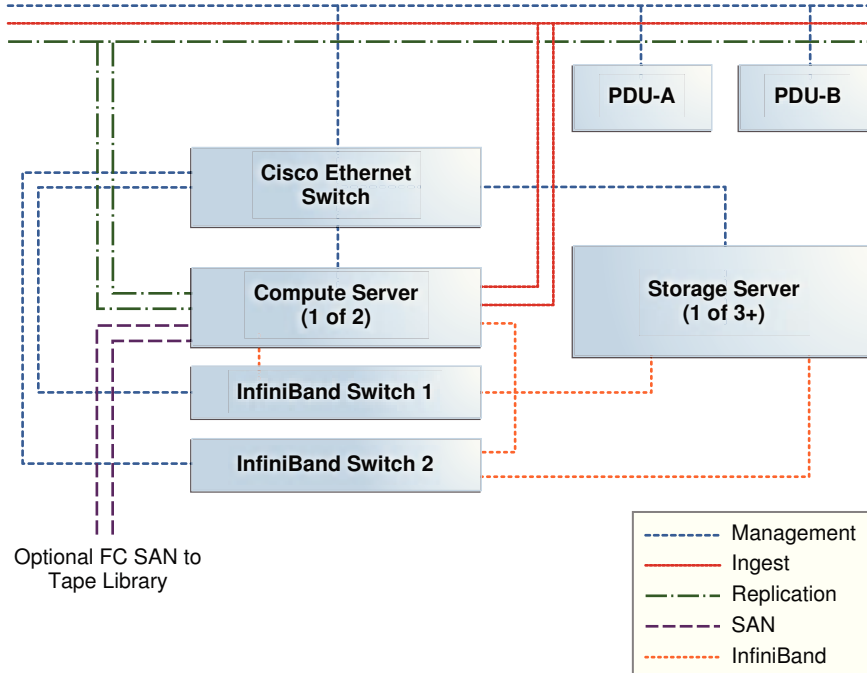 PDU-A
PDU-B
Cisco Ethernet
Switch
Compute Server
(1 of 2)
Storage Server
(1 of 3+)
InfiniBand Switch 1
InfiniBand Switch 2
Optional FC SAN to
Tape Library
Management
Ingest
Replication
SAN
InfiniBand